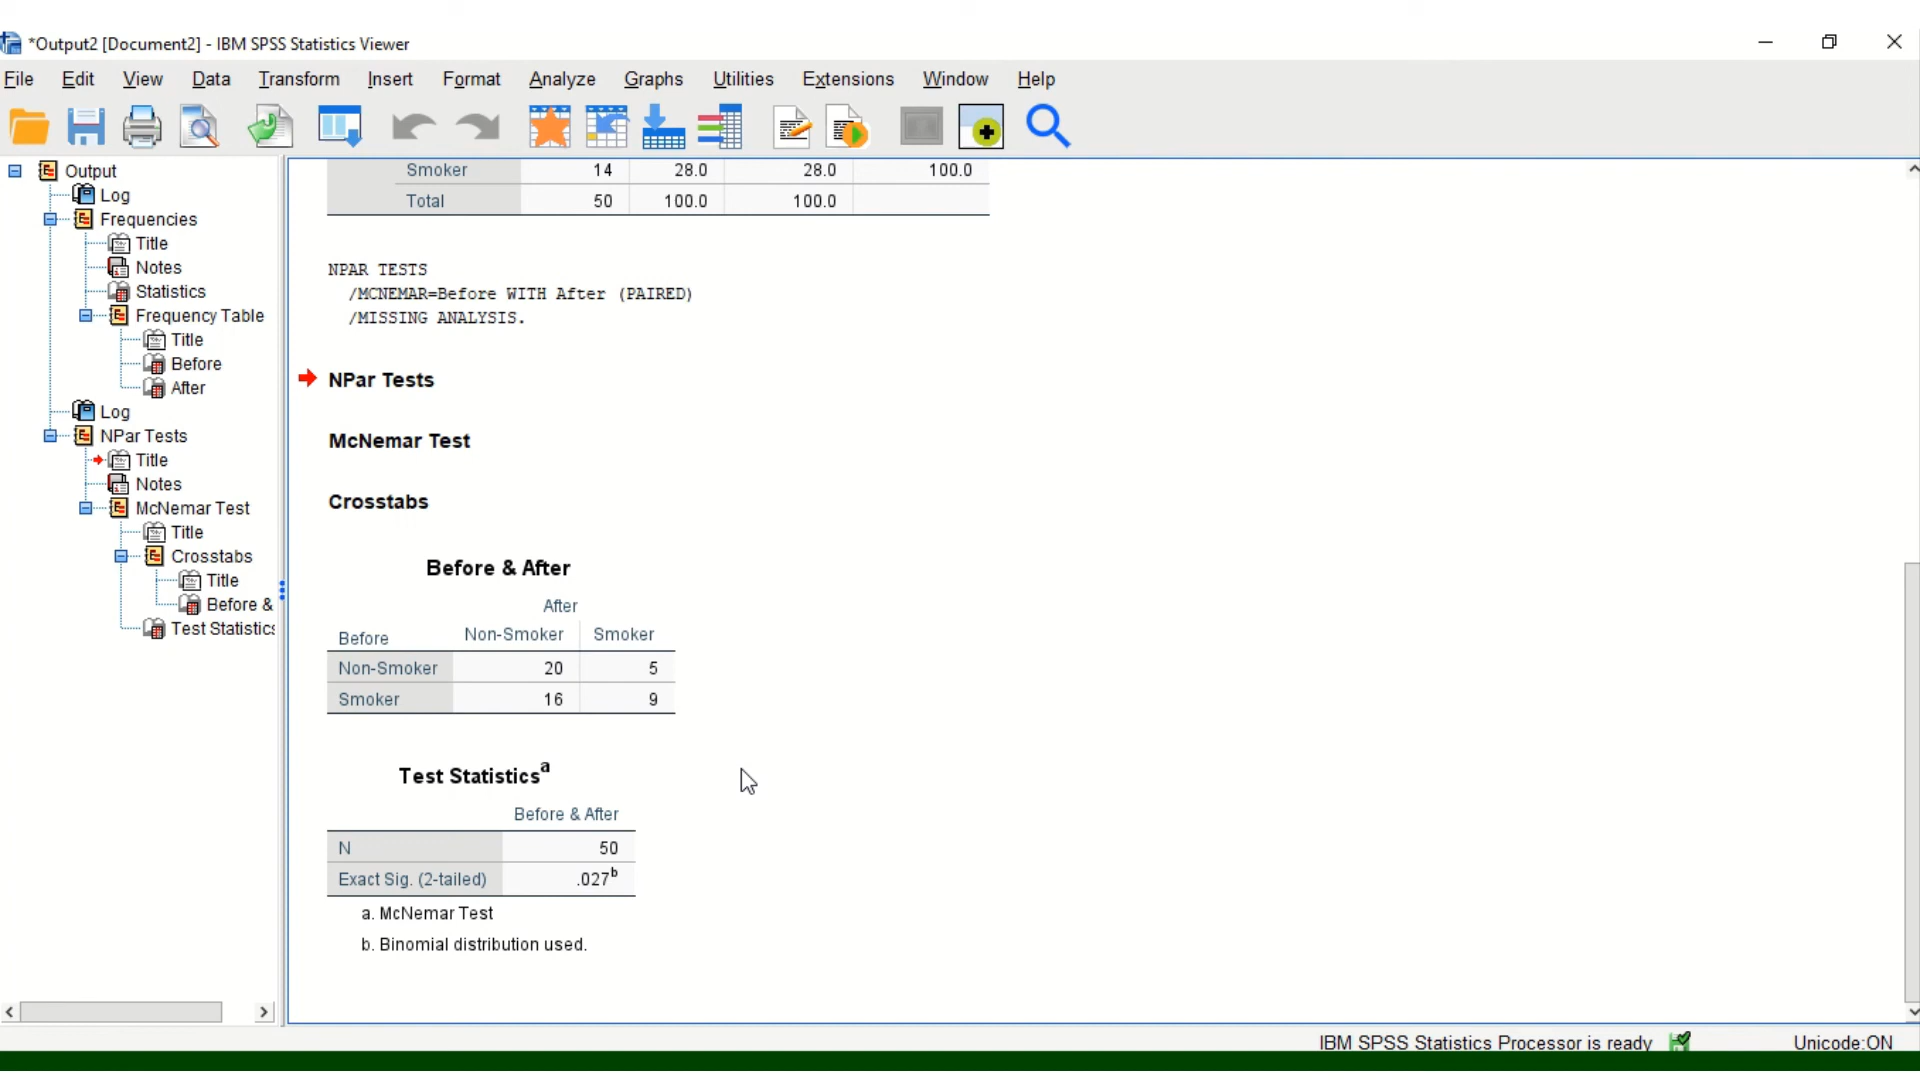 *Output2 [Document2] - IBM SPSS Statistics Viewer
File Edit View Data Transform Insert Format Analyze Graphs Utilities Extensions Window Help
Output
Log
Frequencies
Title
Notes
Statistics
Frequency Table
Title
Before
After
Log
NPar Tests
Title
Notes
McNemar Test
Title
Crosstabs
Title
Before &
Test Statistics
Smoker 14 28.0 28.0 100.0
Total 50 100.0 100.0
NPAR TESTS
/MCNEMAR=Before WITH After (PAIRED)
/MISSING ANALYSIS.
NPar Tests
McNemar Test
Crosstabs
Before & After
After
Before Non-Smoker Smoker
Non-Smoker 20 5
Smoker 16 9
Test Statisticsa
Before & After
N 50
Exact Sig. (2-tailed) .027b
a. McNemar Test
b. Binomial distribution used.
IBM SPSS Statistics Processor is ready Unicode:ON